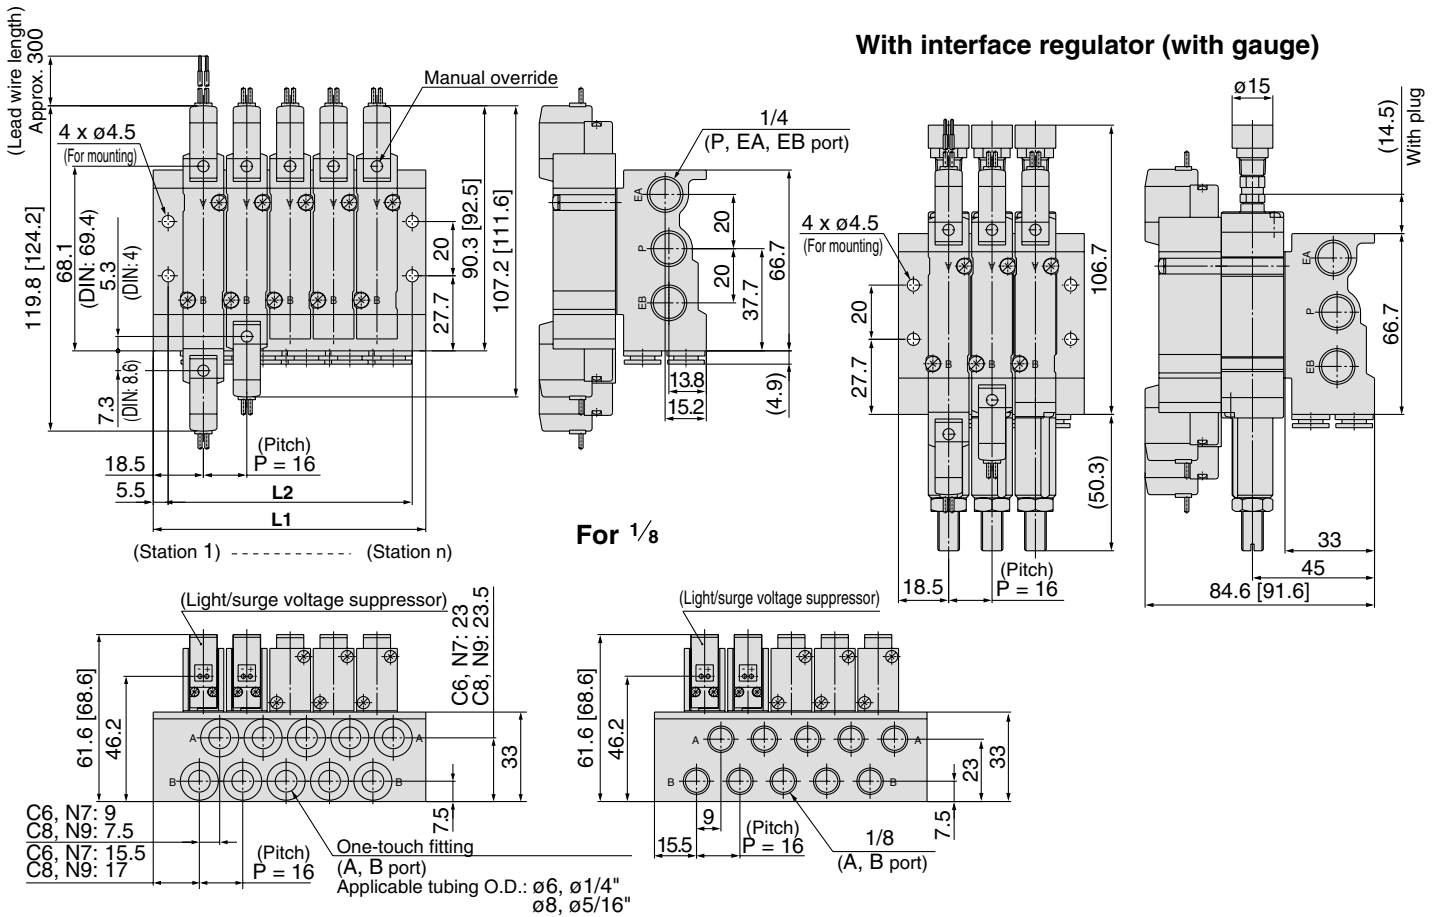 With interface regulator (with gauge)
(Lead wire length)
Approx. 300
Manual override
4 x ø4.5
(For mounting)
119.8 [124.2]
68.1
(DIN: 69.4)
5.3
(DIN: 4)
7.3
(DIN: 8.6)
20
27.7
90.3 [92.5]
107.2 [111.6]
V
V
V
V
V
B
B
B
B
B
(Pitch)
P = 16
18.5
5.5
L2
L1
(Station 1)
(Station n)
1/4
(P, EA, EB port)
EA
P
EB
20
20
37.7
66.7
13.8
15.2
(4.9)
4 x ø4.5
(For mounting)
20
27.7
V
V
V
B
B
B
106.7
(50.3)
18.5
(Pitch)
P = 16
ø15
(14.5)
With plug
EA
P
EB
66.7
33
45
84.6 [91.6]
(Light/surge voltage suppressor)
C6, N7: 23
C8, N9: 23.5
61.6 [68.6]
46.2
A
A
B
B
33
7.5
C6, N7: 9
C8, N9: 7.5
C6, N7: 15.5
C8, N9: 17
(Pitch)
P = 16
One-touch fitting
(A, B port)
Applicable tubing O.D.: ø6, ø1/4"
ø8, ø5/16"
For 1/8
(Light/surge voltage suppressor)
61.6 [68.6]
46.2
A
A
B
B
23
33
7.5
9
15.5
(Pitch)
P = 16
1/8
(A, B port)